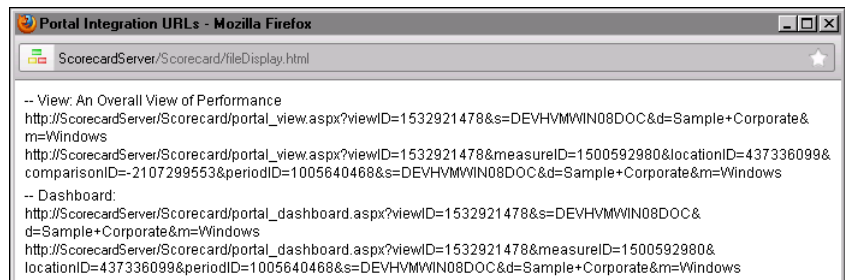 Portal Integration URLs - Mozilla Firefox
ScorecardServer/Scorecard/fileDisplay.html
-- View: An Overall View of Performance
http://ScorecardServer/Scorecard/portal_view.aspx?viewID=1532921478&s=DEVHVMWIN08DOC&d=Sample+Corporate&
m=Windows
http://ScorecardServer/Scorecard/portal_view.aspx?viewID=1532921478&measureID=1500592980&locationID=437336099&
comparisonID=-2107299553&periodID=1005640468&s=DEVHVMWIN08DOC&d=Sample+Corporate&m=Windows
-- Dashboard:
http://ScorecardServer/Scorecard/portal_dashboard.aspx?viewID=1532921478&s=DEVHVMWIN08DOC&
d=Sample+Corporate&m=Windows
http://ScorecardServer/Scorecard/portal_dashboard.aspx?viewID=1532921478&measureID=1500592980&
locationID=437336099&periodID=1005640468&s=DEVHVMWIN08DOC&d=Sample+Corporate&m=Windows